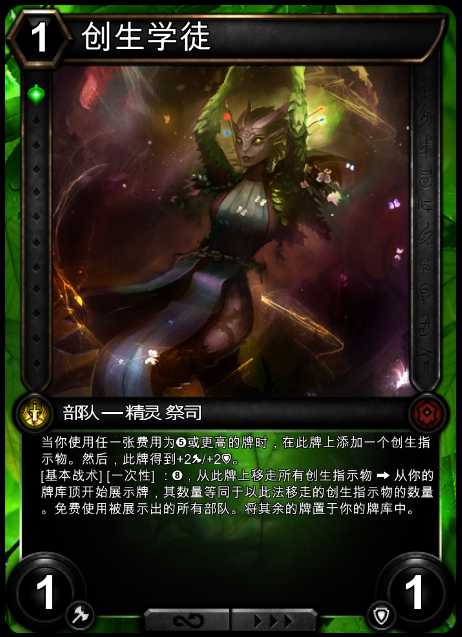 1 创生学徒
部队 — 精灵 祭司
当你使用任一张费用为❺或更高的牌时，在此牌上添加一个创生指
示物。然后，此牌得到+2/+2。
[基本战术] [一次性] ：❽，从此牌上移走所有创生指示物 ➡ 从你的
牌库顶开始展示牌，其数量等同于以此法移走的创生指示物的数量
。免费使用被展示出的所有部队。将其余的牌置于你的牌库中。
1 1